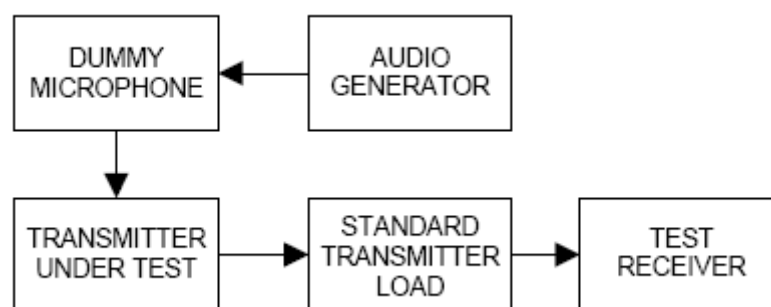 DUMMY
MICROPHONE
AUDIO
GENERATOR
TRANSMITTER
UNDER TEST
STANDARD
TRANSMITTER
LOAD
TEST
RECEIVER